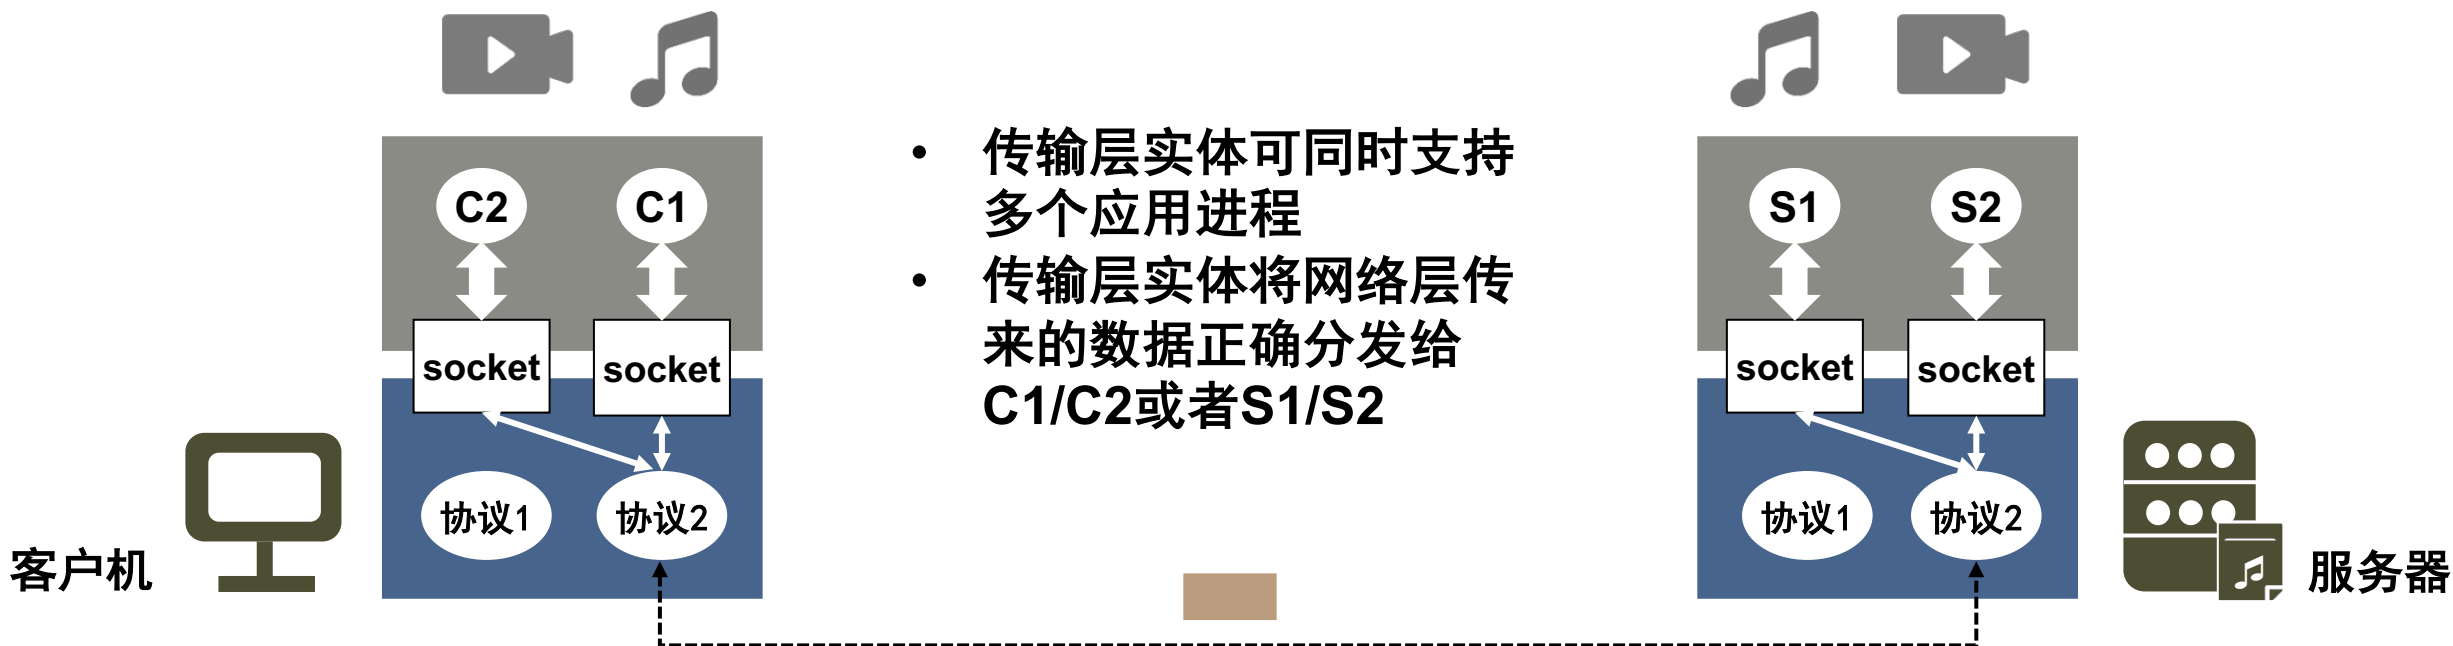 • 传输层实体可同时支持
多个应用进程
• 传输层实体将网络层传
来的数据正确分发给
C1/C2或者S1/S2
C2
C1
socket
socket
协议1
协议2
客户机
S1
S2
socket
socket
协议1
协议2
服务器